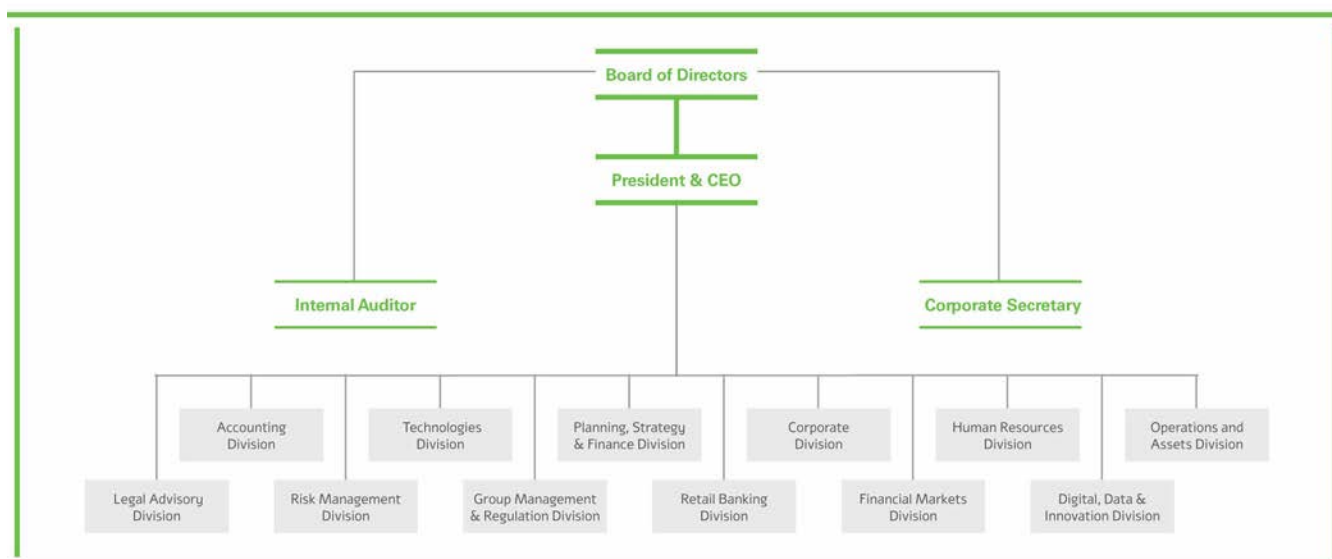 Board of Directors
President & CEO
Internal Auditor
Corporate Secretary
Accounting
Division
Technologies
Division
Planning, Strategy
& Finance Division
Corporate
Division
Human Resources
Division
Operations and
Assets Division
Legal Advisory
Division
Risk Management
Division
Group Management
& Regulation Division
Retail Banking
Division
Financial Markets
Division
Digital, Data &
Innovation Division